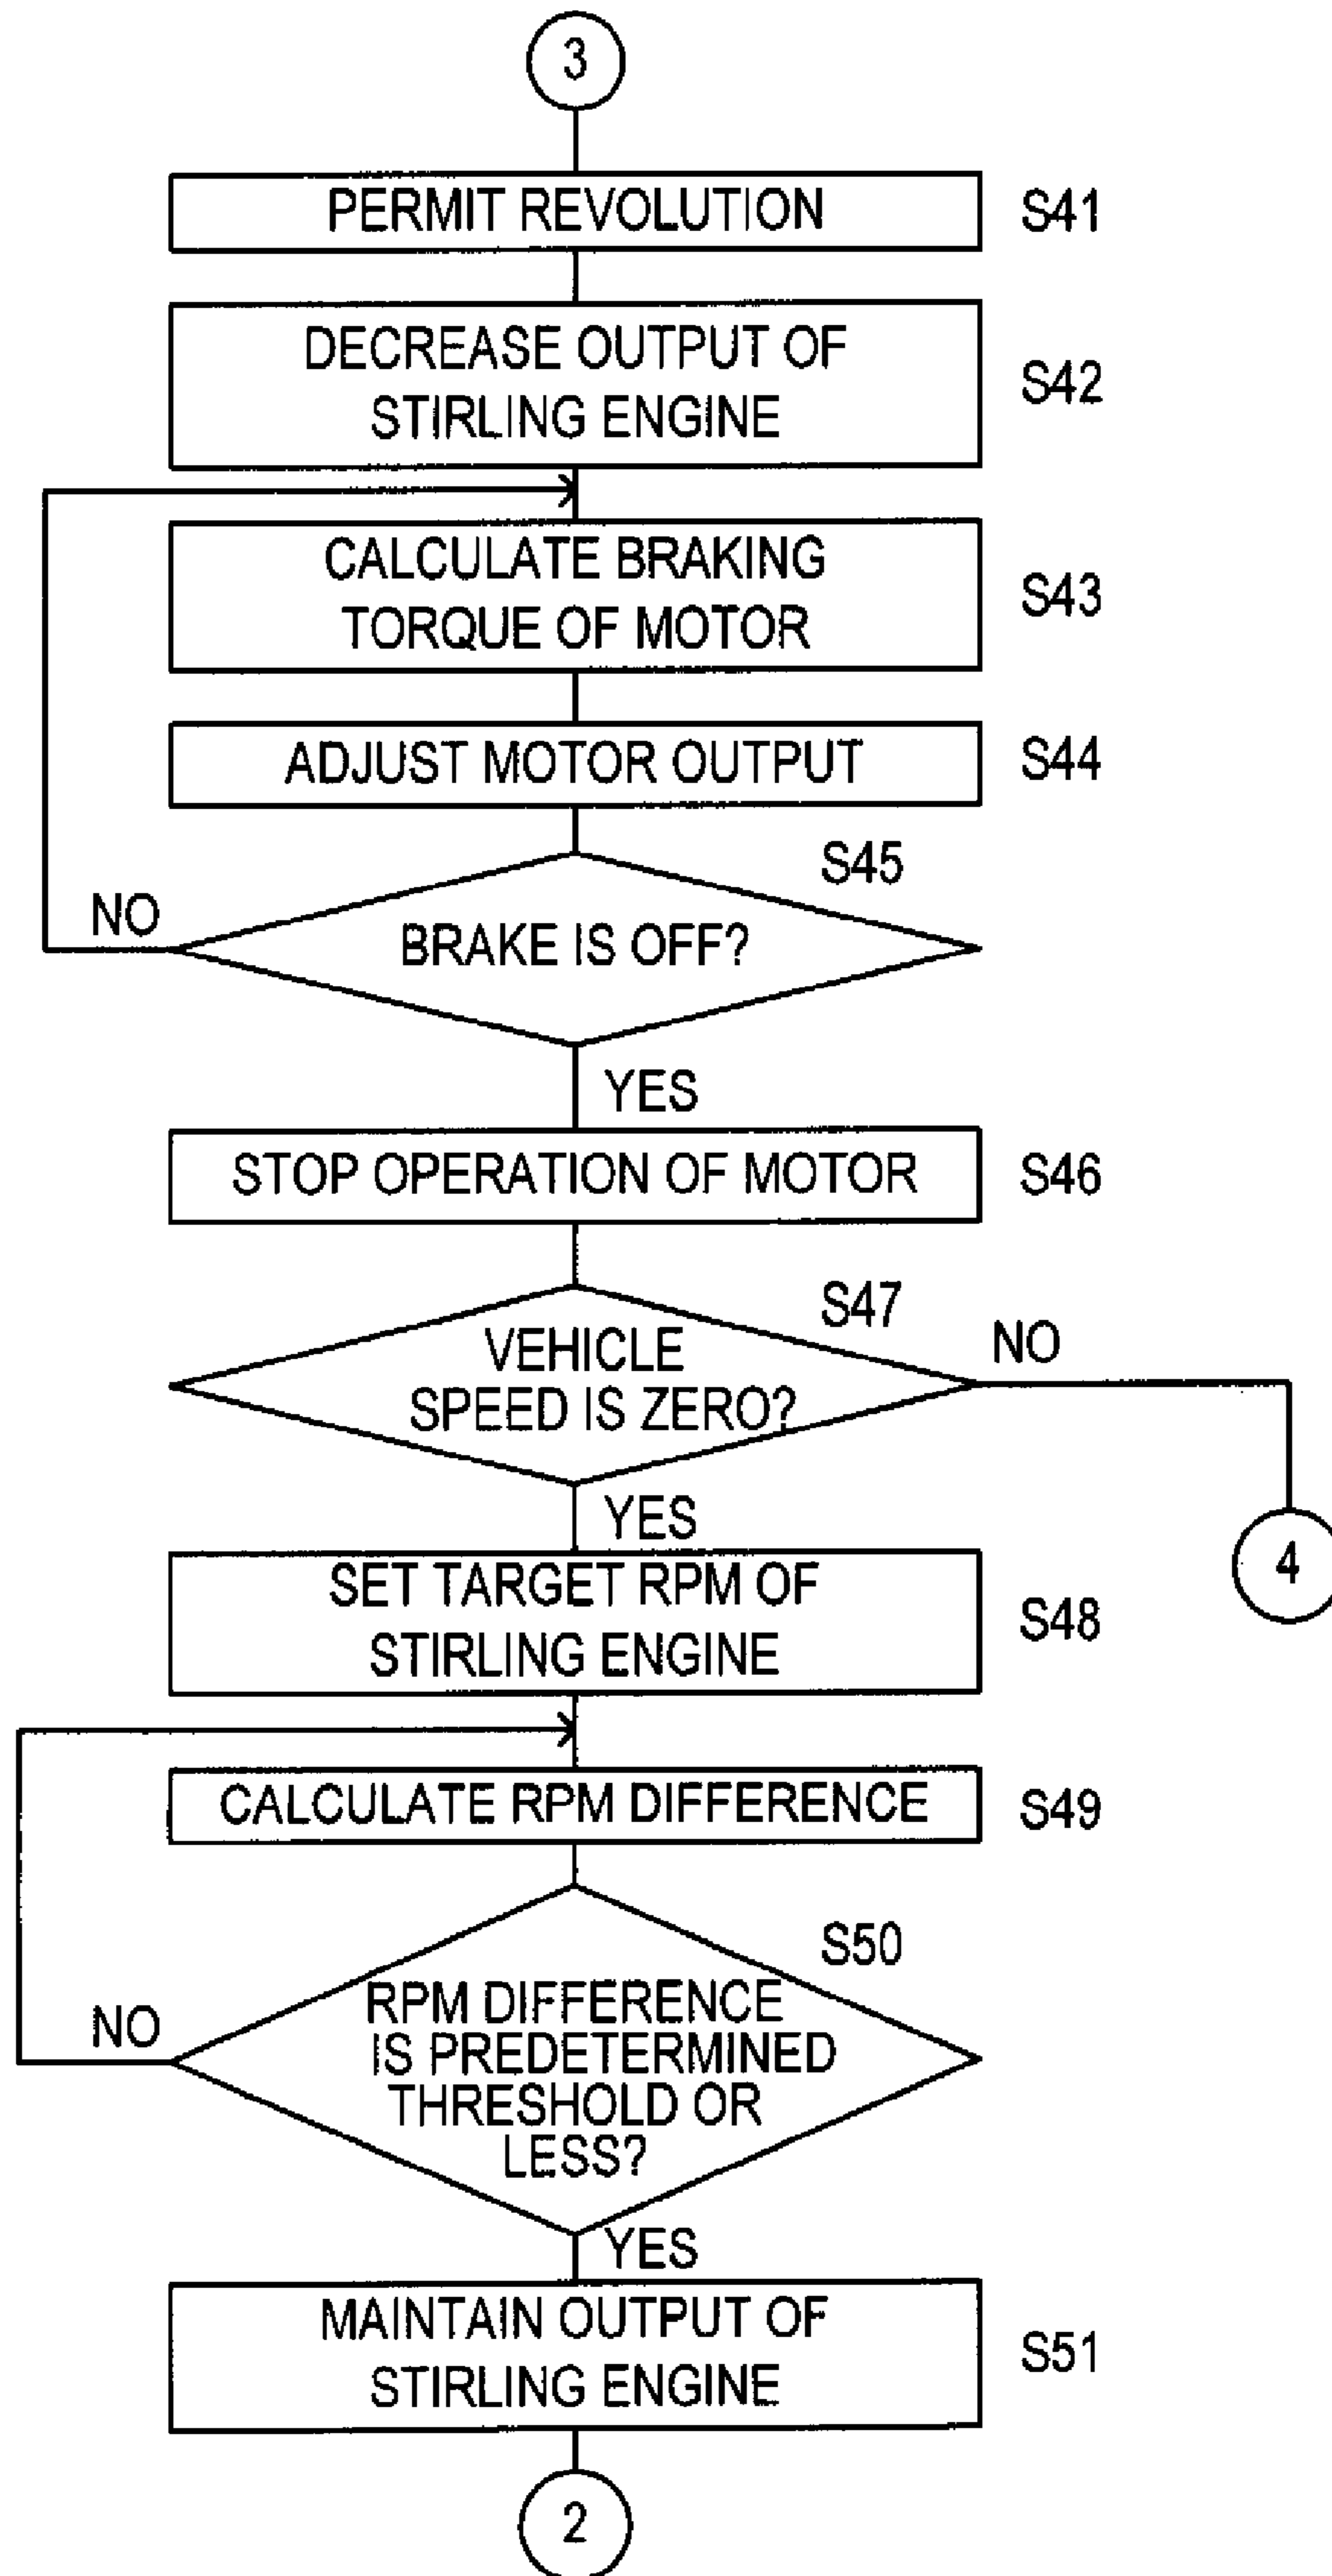 3
PERMIT REVOLUTION
S41
DECREASE OUTPUT OF
STIRLING ENGINE
S42
CALCULATE BRAKING
TORQUE OF MOTOR
S43
ADJUST MOTOR OUTPUT
S44
S45
NO
BRAKE IS OFF?
YES
STOP OPERATION OF MOTOR
S46
S47
NO
VEHICLE
SPEED IS ZERO?
YES
4
SET TARGET RPM OF
STIRLING ENGINE
S48
CALCULATE RPM DIFFERENCE
S49
S50
NO
RPM DIFFERENCE
IS PREDETERMINED
THRESHOLD OR
LESS?
YES
MAINTAIN OUTPUT OF
STIRLING ENGINE
S51
2